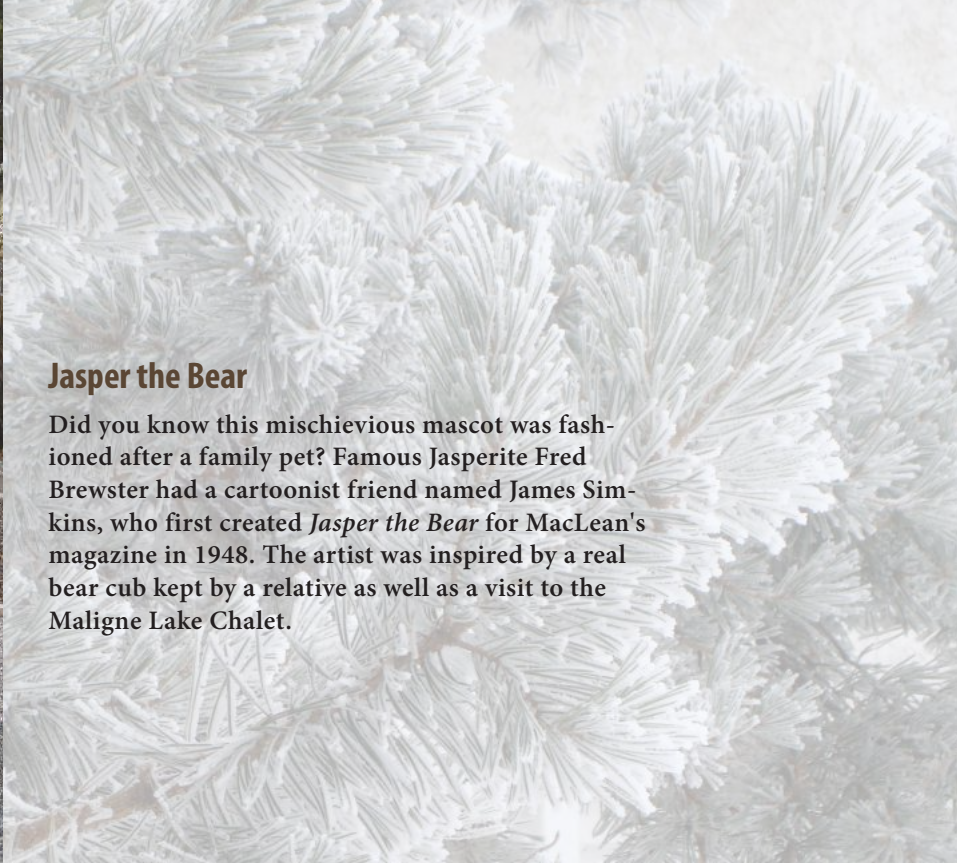 Jasper the Bear
Did you know this mischievious mascot was fash-
ioned after a family pet? Famous Jasperite Fred
Brewster had a cartoonist friend named James Sim-
kins, who first created Jasper the Bear for MacLean's
magazine in 1948. The artist was inspired by a real
bear cub kept by a relative as well as a visit to the
Maligne Lake Chalet.